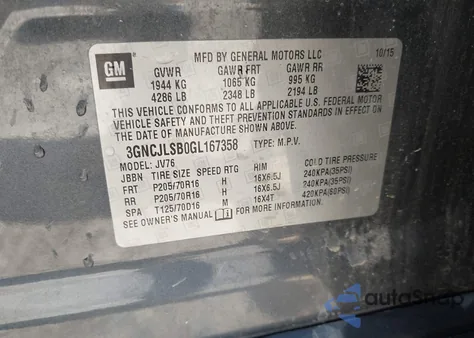 GM
MFD BY GENERAL MOTORS LLC 10/15
GVWR GAWR FRT GAWR RR
1944 KG 1065 KG 995 KG
4286 LB 2348 LB 2194 LB
THIS VEHICLE CONFORMS TO ALL APPLICABLE U.S. FEDERAL MOTOR
VEHICLE SAFETY AND THEFT PREVENTION STANDARDS IN EFFECT ON
THE DATE OF MANUFACTURE SHOWN ABOVE.
3GNCJLSB0GL167358 TYPE: M.P.V.
MODEL: JV76
JBBN TIRE SIZE SPEED RTG RIM COLD TIRE PRESSURE
FRT P205/70R16 H 16X6.5J 240KPA(35PSI)
RR P205/70R16 H 16X6.5J 240KPA(35PSI)
SPA T125/70D16 M 16X4T 420KPA(60PSI)
SEE OWNER'S MANUAL FOR MORE INFORMATION.
autoSnap